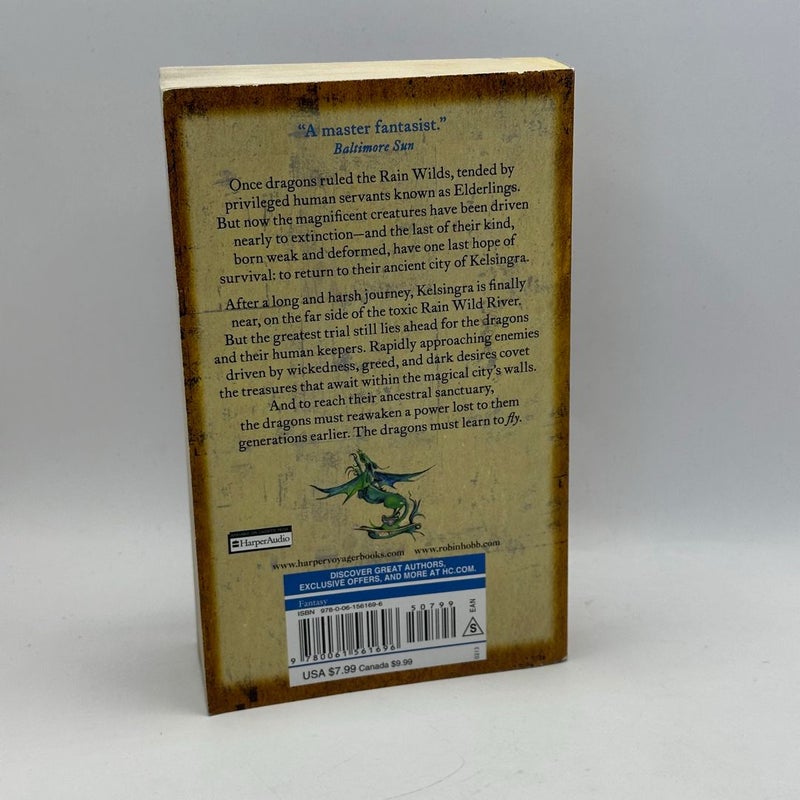 “A master fantasist.”
Baltimore Sun
Once dragons ruled the Rain Wilds, tended by
privileged human servants known as Elderlings.
But now the magnificent creatures have been driven
nearly to extinction—and the last of their kind,
born weak and deformed, have one last hope of
survival: to return to their ancient city of Kelsingra.
After a long and harsh journey, Kelsingra is finally
near, on the far side of the toxic Rain Wild River.
But the greatest trial still lies ahead for the dragons
and their human keepers. Rapidly approaching enemies
driven by wickedness, greed, and dark desires covet
the treasures that await within the magical city’s walls.
And to reach their ancestral sanctuary,
the dragons must reawaken a power lost to them
generations earlier. The dragons must learn to fly.
HarperAudio
www.harpervoyagerbooks.com www.robinhobb.com
DISCOVER GREAT AUTHORS,
EXCLUSIVE OFFERS, AND MORE AT HC.COM.
Fantasy
ISBN 978-0-06-156169-6
50799
EAN
S
9 780061 561696
0213
USA $7.99 Canada $9.99